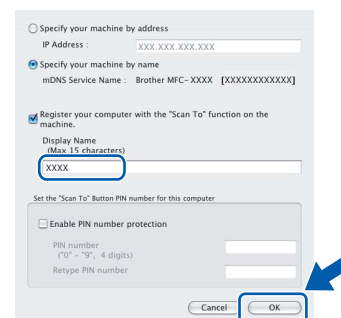 Specify your machine by address
IP Address : XXX.XXX.XXX.XXX
Specify your machine by name
mDNS Service Name : Brother MFC- XXXX [XXXXXXXXXXXX]
Register your computer with the "Scan To" function on the
machine.
Display Name
(Max 15 characters)
XXXX
Set the "Scan To" Button PIN number for this computer
Enable PIN number protection
PIN number
("0" - "9", 4 digits)
Retype PIN number
Cancel OK